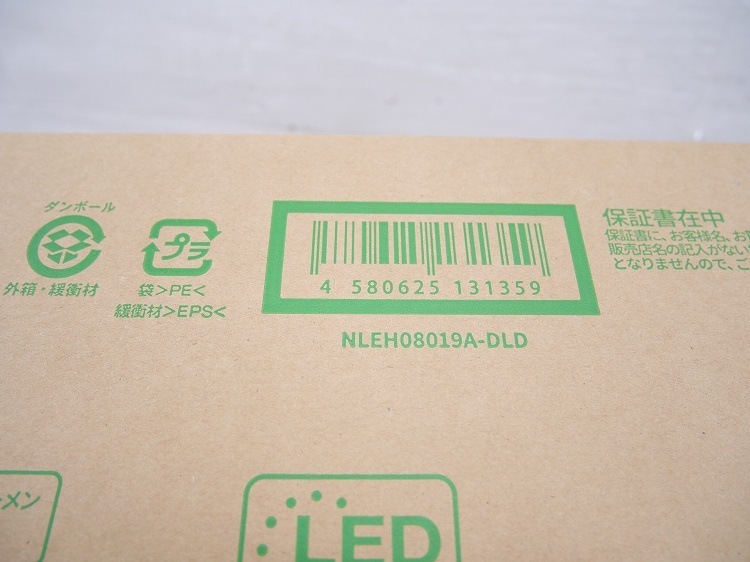 ダンボール
外箱・緩衝材
プラ
袋>PE<
緩衝材>EPS<
4 580625 131359
NLEH08019A-DLD
保証書在中
保証書に、お客様名、お
販売店名の記入がない
となりませんので、ご
メン
LED